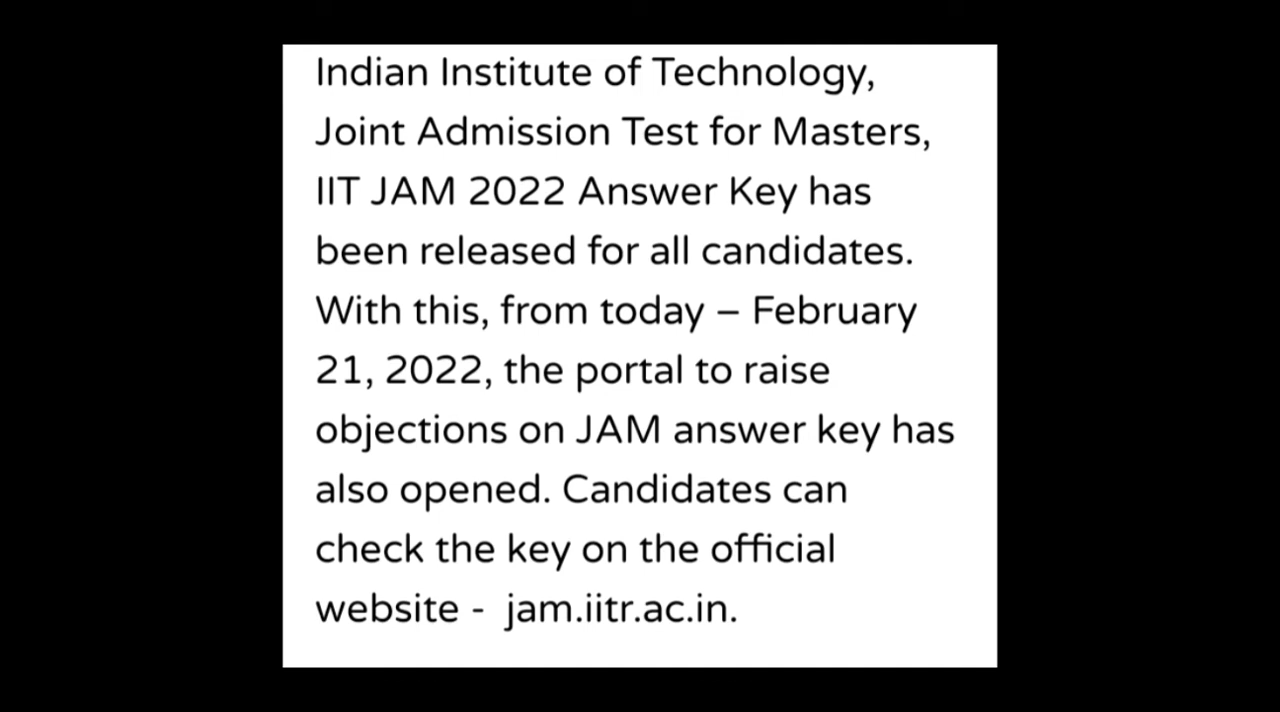 Indian Institute of Technology,
Joint Admission Test for Masters,
IIT JAM 2022 Answer Key has
been released for all candidates.
With this, from today – February
21, 2022, the portal to raise
objections on JAM answer key has
also opened. Candidates can
check the key on the official
website -  jam.iitr.ac.in.